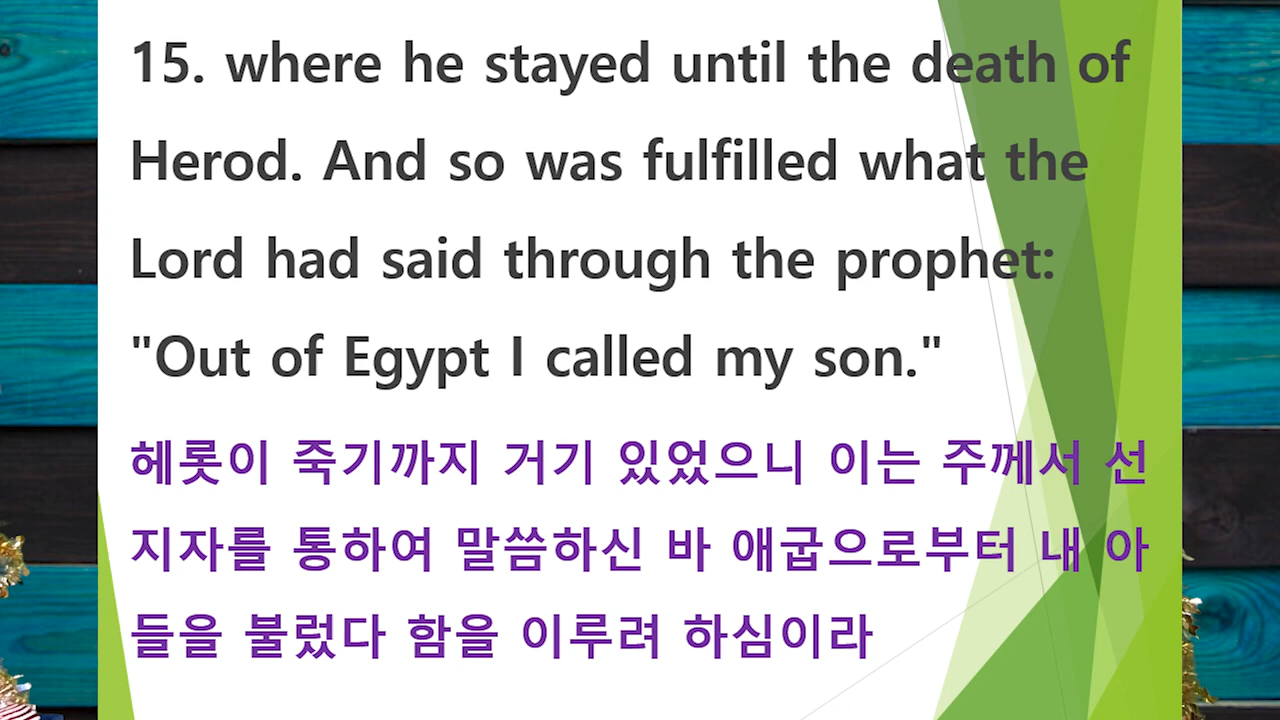 15. where he stayed until the death of
Herod. And so was fulfilled what the
Lord had said through the prophet:
"Out of Egypt I called my son."
헤롯이 죽기까지 거기 있었으니 이는 주께서 선
지자를 통하여 말씀하신 바 애굽으로부터 내 아
들을 불렀다 함을 이루려 하심이라